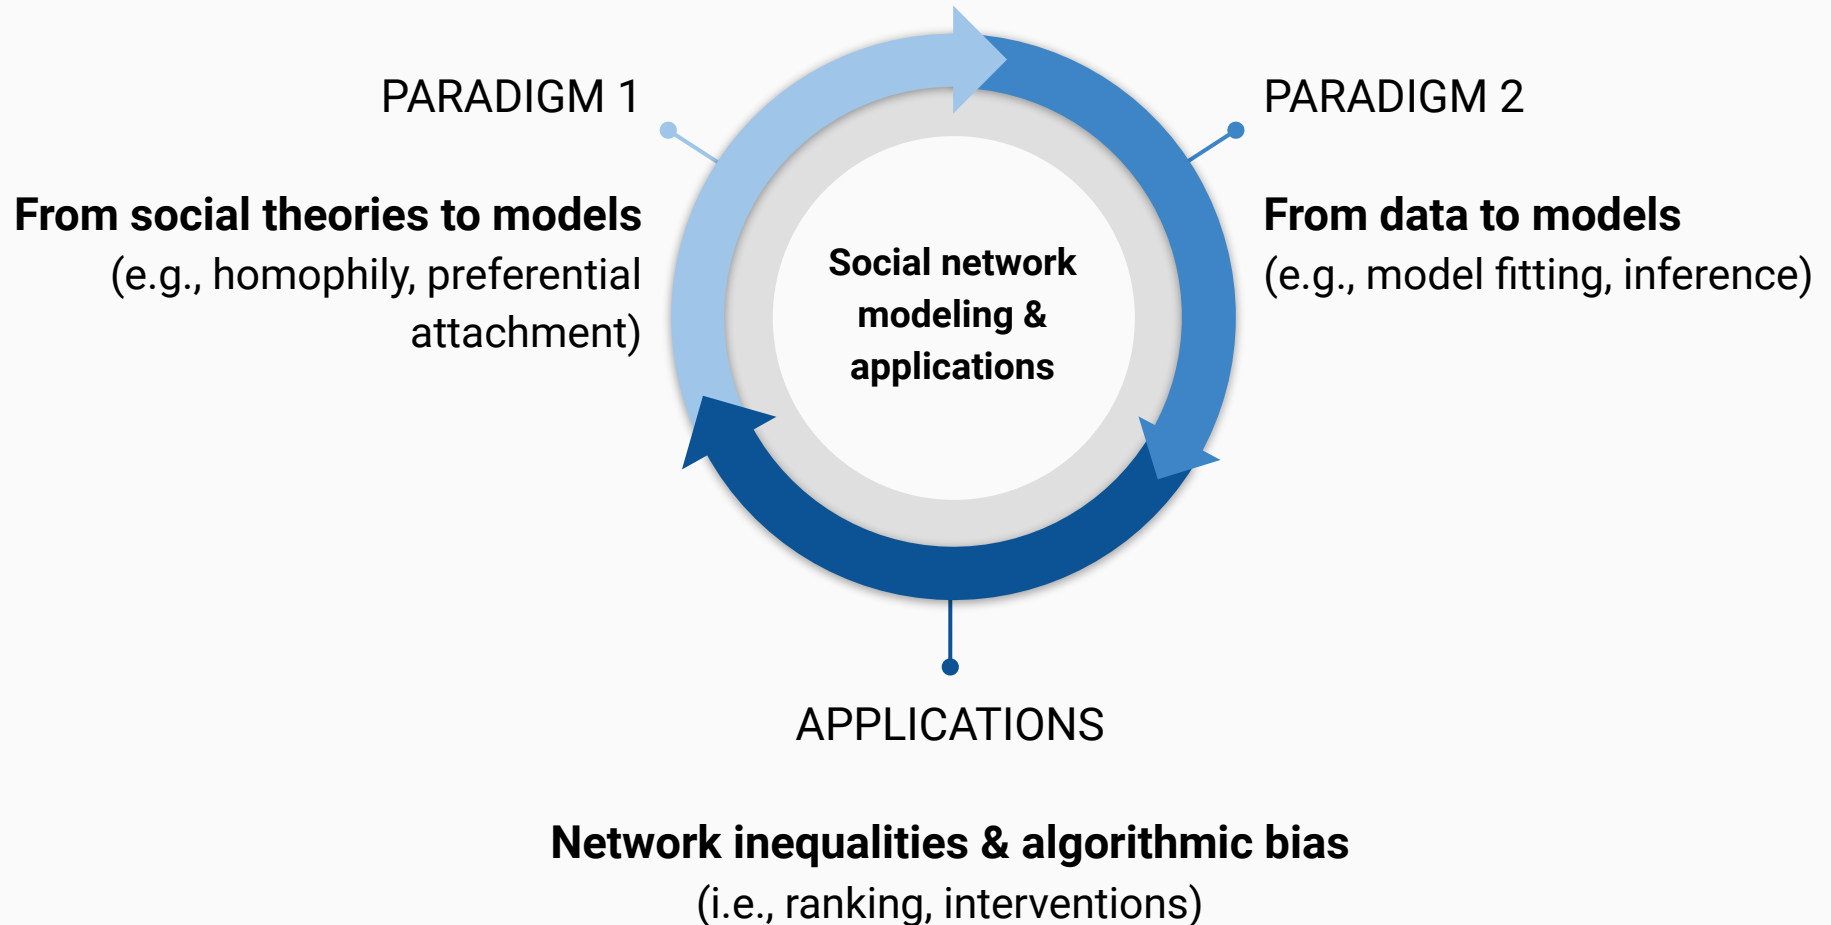 PARADIGM 1
From social theories to models
(e.g., homophily, preferential
attachment)
Social network
modeling &
applications
PARADIGM 2
From data to models
(e.g., model fitting, inference)
APPLICATIONS
Network inequalities & algorithmic bias
(i.e., ranking, interventions)